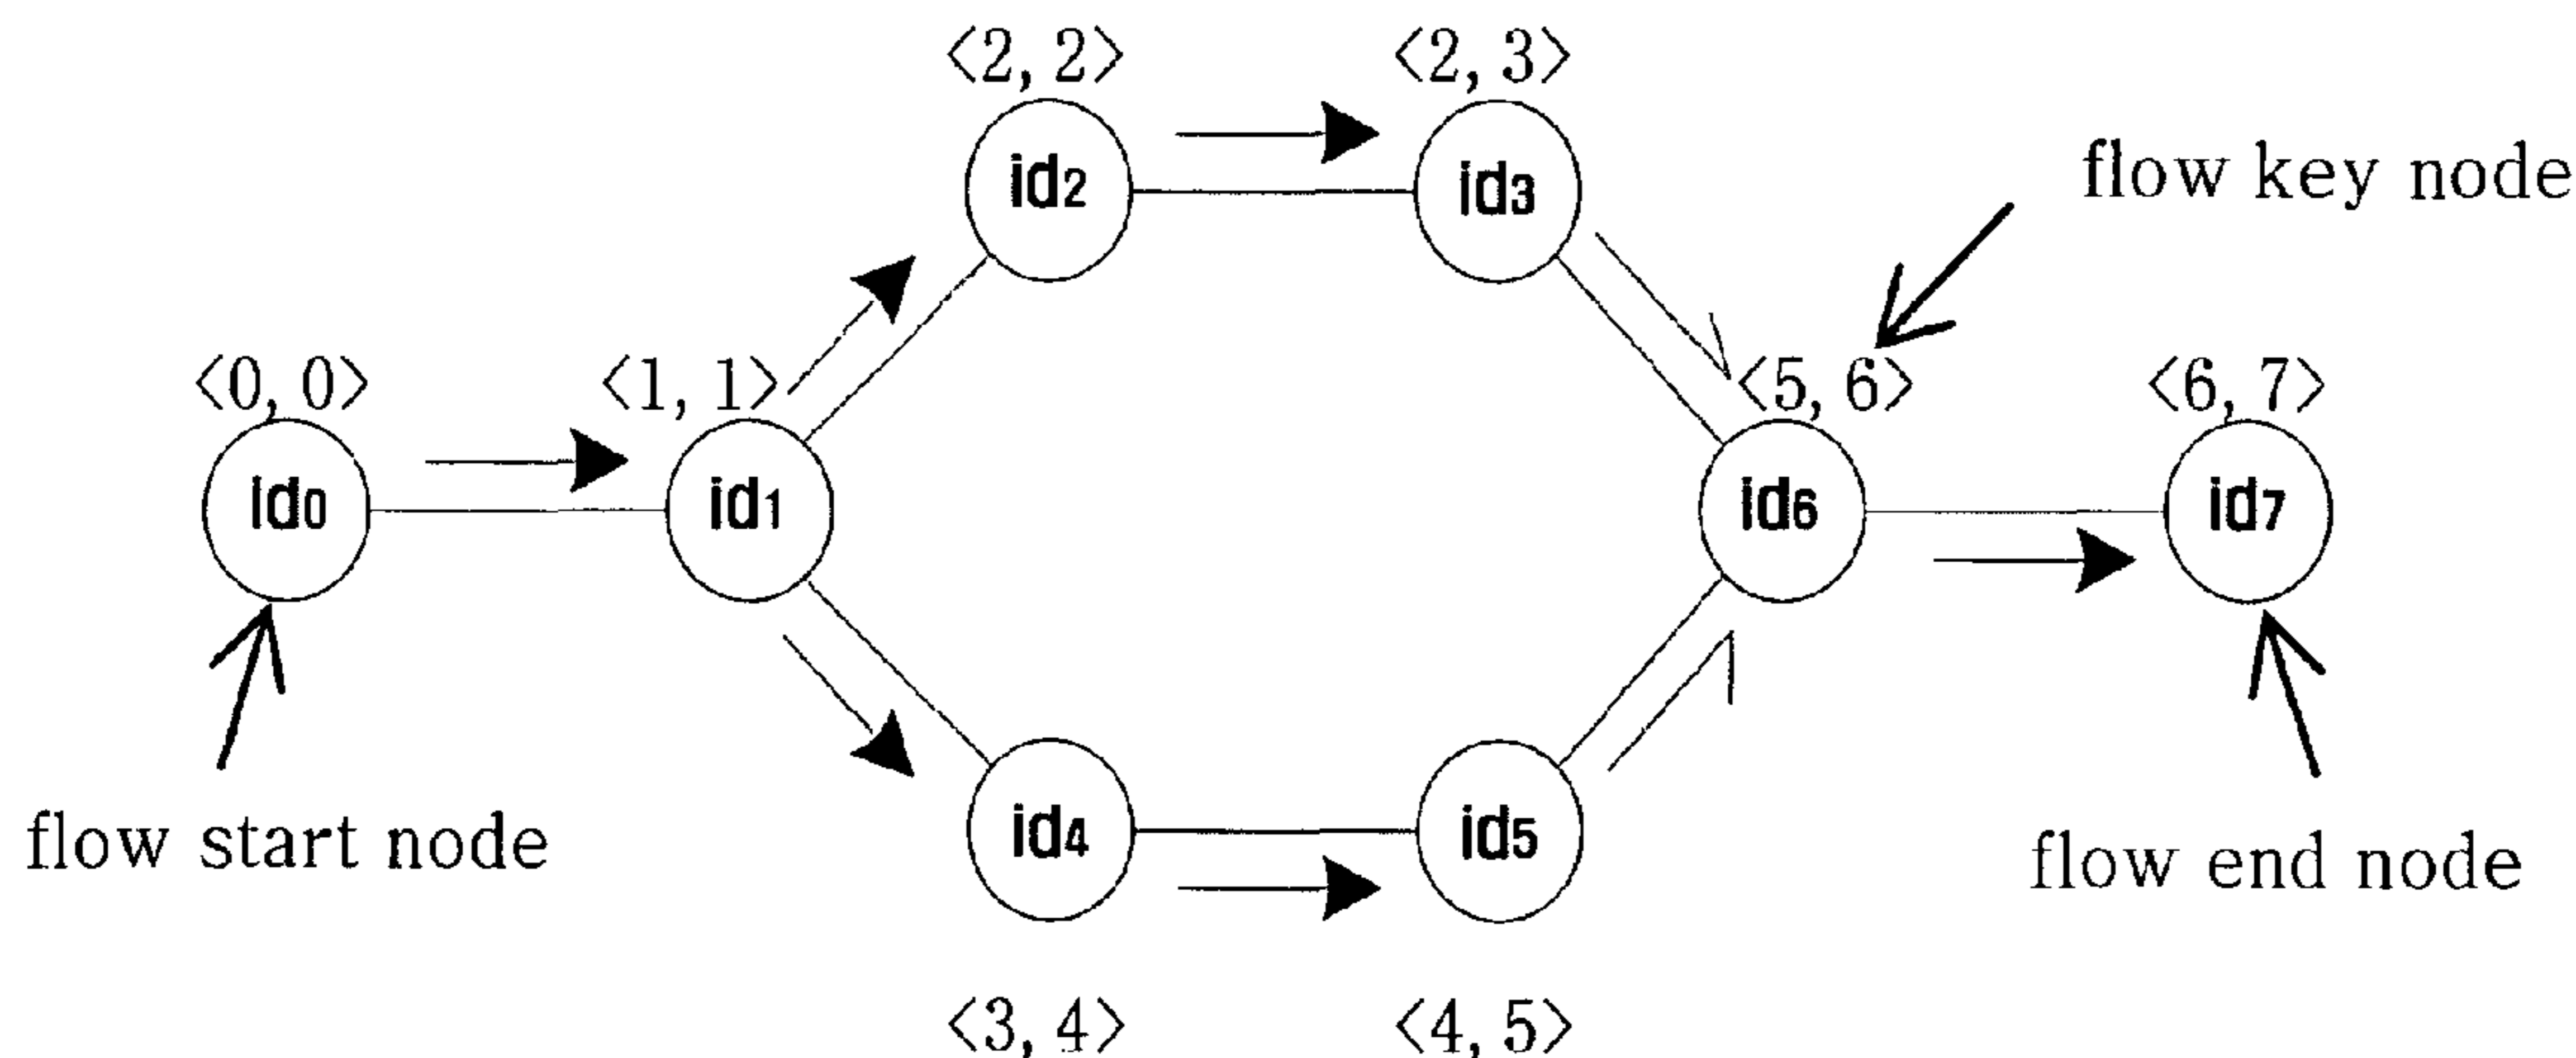 <2, 2>
<2, 3>
id2
id3
flow key node
<0, 0>
<1, 1>
<5, 6>
<6, 7>
id0
id1
id6
id7
flow start node
id4
id5
flow end node
<3, 4>
<4, 5>